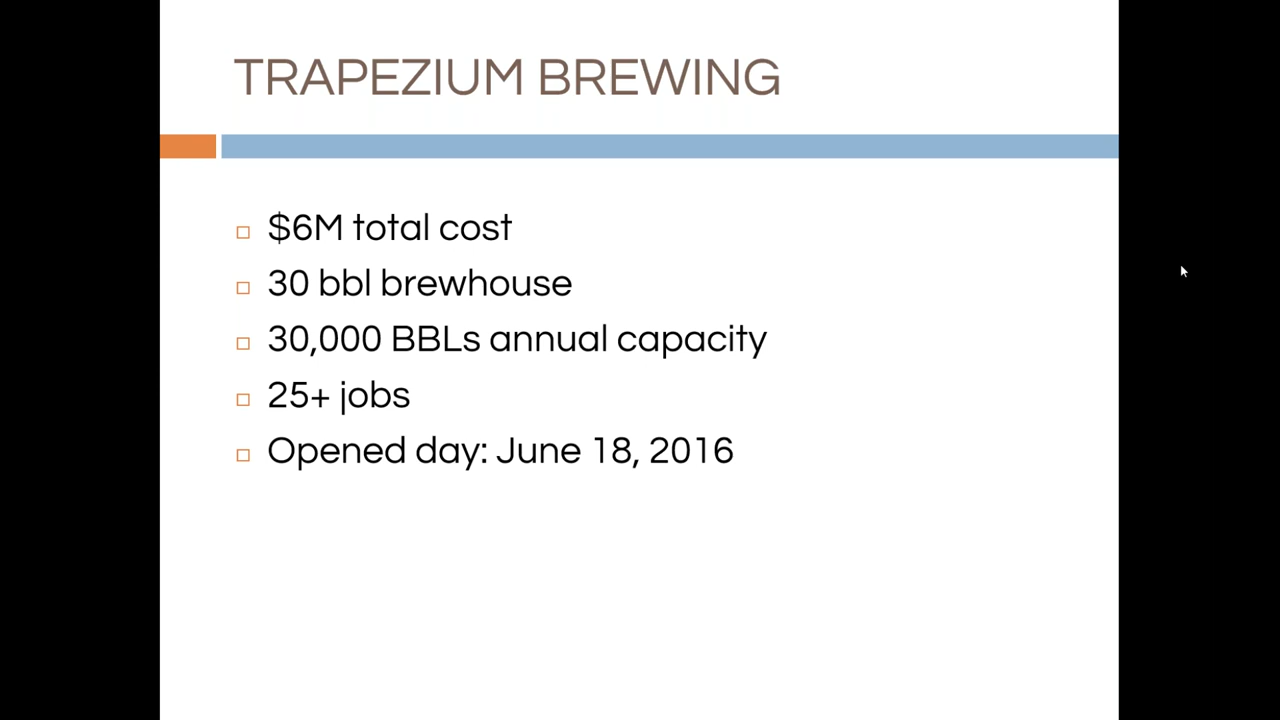 TRAPEZIUM BREWING
$6M total cost
30 bbl brewhouse
30,000 BBLs annual capacity
25+ jobs
Opened day: June 18, 2016